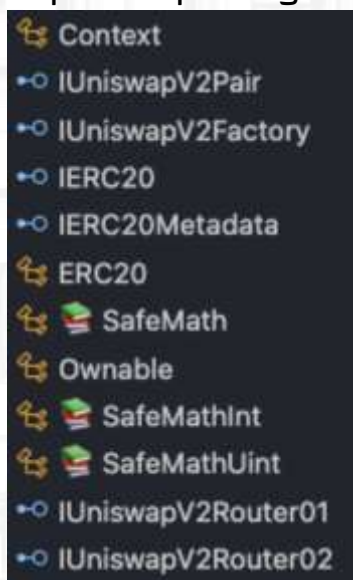 Context
IUniswapV2Pair
IUniswapV2Factory
IERC20
IERC20Metadata
ERC20
SafeMath
Ownable
SafeMathInt
SafeMathUint
IUniswapV2Router01
IUniswapV2Router02